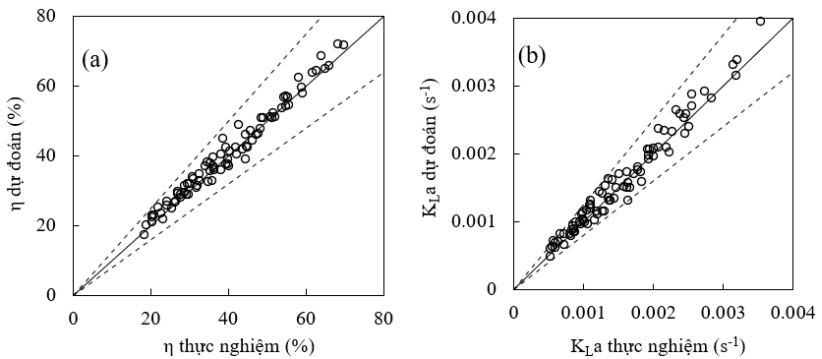 (a)
80
60
40
20
0
η dự đoán (%)
0 20 40 60 80
η thực nghiệm (%)
(b)
0.004
0.003
0.002
0.001
0
K_La dự đoán (s⁻¹)
0 0.001 0.002 0.003 0.004
K_La thực nghiệm (s⁻¹)